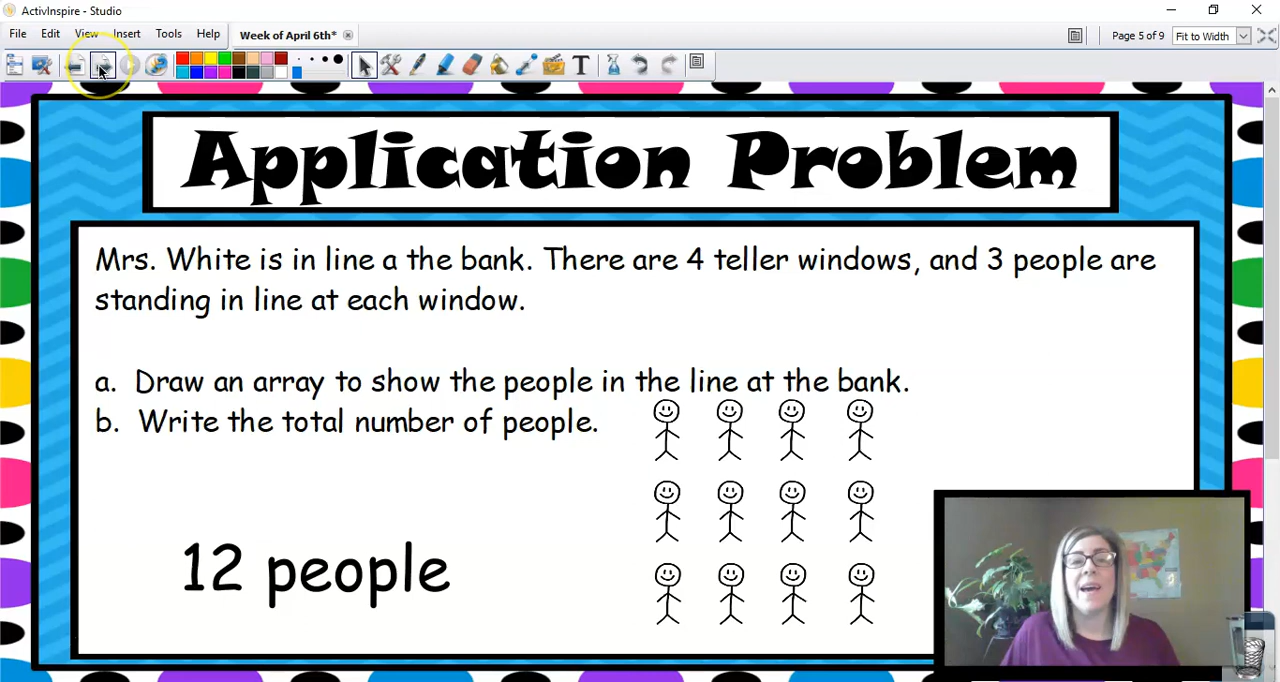 ActivInspire - Studio
File Edit View Insert Tools Help Week of April 6th* Page 5 of 9 Fit to Width
Application Problem
Mrs. White is in line a the bank. There are 4 teller windows, and 3 people are
standing in line at each window.
a. Draw an array to show the people in the line at the bank.
b. Write the total number of people.
12 people